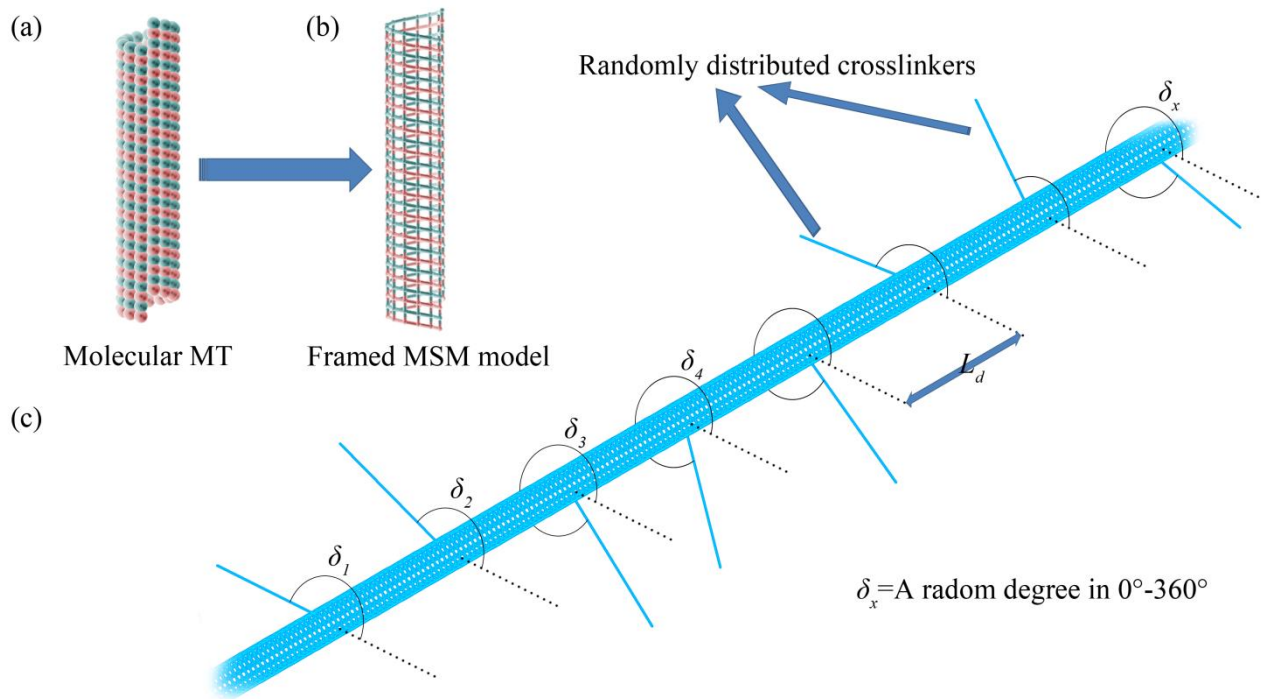 (a)
(b)
Randomly distributed crosslinkers
δx
Molecular MT
Framed MSM model
Ld
δ4
(c)
δ3
δ2
δ1
δx=A radom degree in 0°-360°